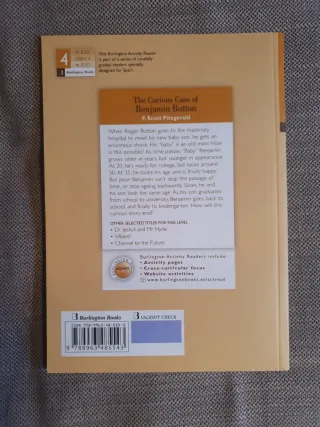 4
Burlington Books
This Burlington Activity Reader
is part of a series of carefully
graded readers specially
designed for Spain.
The Curious Case of
Benjamin Button
F. Scott Fitzgerald
When Roger Button goes to the maternity
hospital to meet his new baby son, he gets an
enormous shock. His "baby" is an old man! How
is this possible? As time passes, "Baby" Benjamin
grows older in years, but younger in appearance.
At 20, he's ready for college, but looks around
50. At 35, he looks his age and is finally happy.
But poor Benjamin can't stop the passage of
time, or stop ageing backwards. Soon, he and
his son look the same age. As his son graduates
from school to university, Benjamin goes back to
school, and finally to kindergarten. How will this
curious story end?
OTHER SELECTED TITLES FOR THIS LEVEL
• Dr Jekyll and Mr Hyde
• Villette
• Channel to the Future
Burlington Activity Readers include:
• Activity pages
• Cross-curricular focus
• Website activities
www.burlingtonbooks.es/actread
Burlington Books
VALIDITY CHECK
9 789963 485543